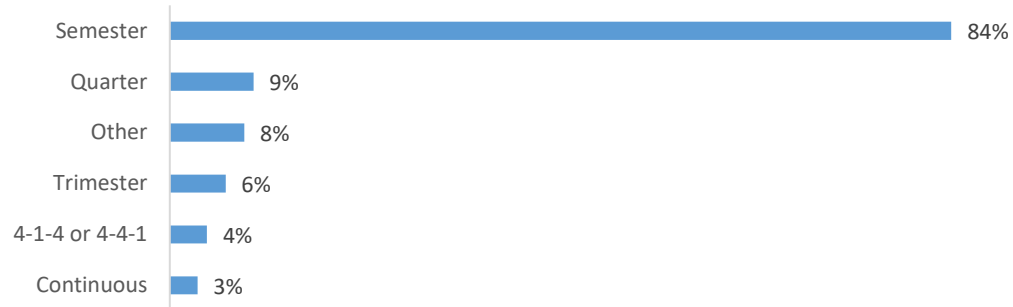 Semester 84%
Quarter 9%
Other 8%
Trimester 6%
4-1-4 or 4-4-1 4%
Continuous 3%